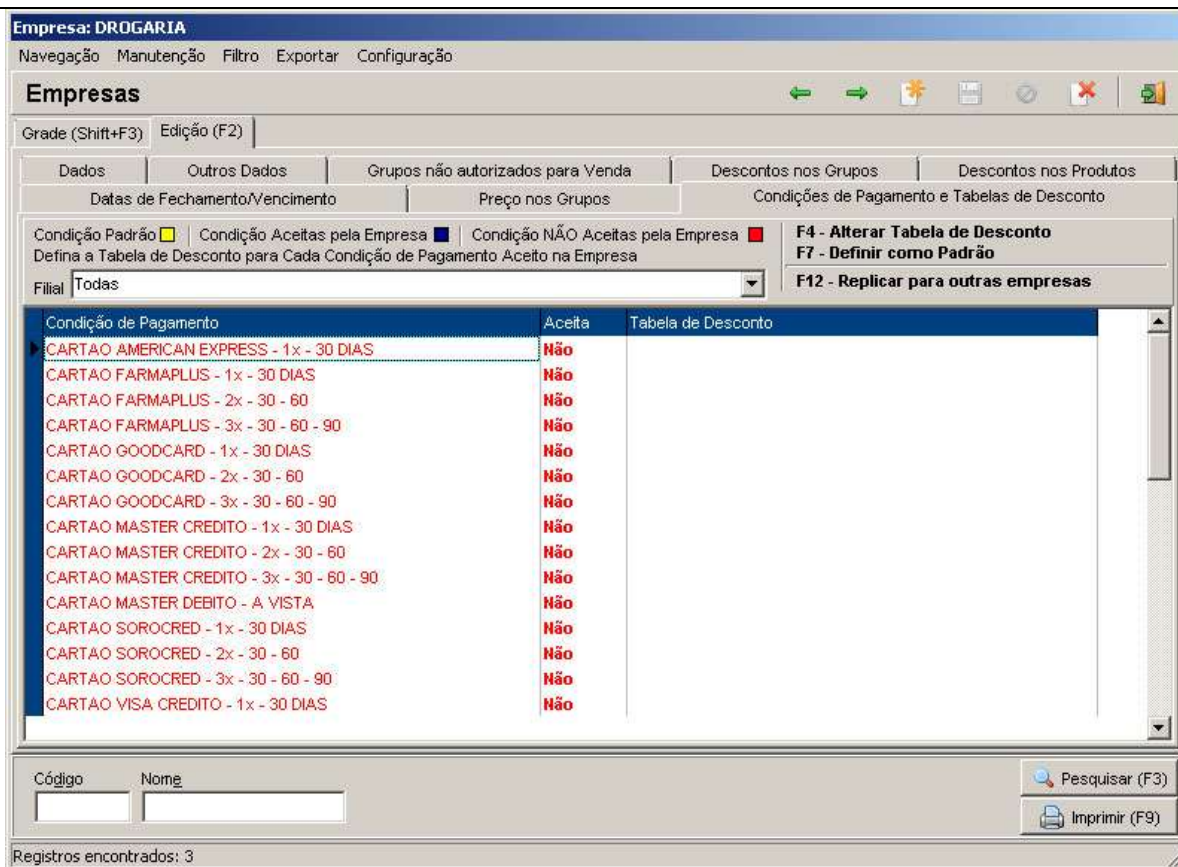 Empresa: DROGARIA
Navegação Manutenção Filtro Exportar Configuração
Empresas
Grade (Shift+F3) Edição (F2)
Dados Outros Dados Grupos não autorizados para Venda Descontos nos Grupos Descontos nos Produtos
Datas de Fechamento/Vencimento Preço nos Grupos Condições de Pagamento e Tabelas de Desconto
Condição Padrão Condição Aceitas pela Empresa Condição NÃO Aceitas pela Empresa
Defina a Tabela de Desconto para Cada Condição de Pagamento Aceito na Empresa
F4 - Alterar Tabela de Desconto
F7 - Definir como Padrão
Filial Todas
F12 - Replicar para outras empresas
Condição de Pagamento Aceita Tabela de Desconto
CARTAO AMERICAN EXPRESS - 1x - 30 DIAS Não
CARTAO FARMAPLUS - 1x - 30 DIAS Não
CARTAO FARMAPLUS - 2x - 30 - 60 Não
CARTAO FARMAPLUS - 3x - 30 - 60 - 90 Não
CARTAO GOODCARD - 1x - 30 DIAS Não
CARTAO GOODCARD - 2x - 30 - 60 Não
CARTAO GOODCARD - 3x - 30 - 60 - 90 Não
CARTAO MASTER CREDITO - 1x - 30 DIAS Não
CARTAO MASTER CREDITO - 2x - 30 - 60 Não
CARTAO MASTER CREDITO - 3x - 30 - 60 - 90 Não
CARTAO MASTER DEBITO - A VISTA Não
CARTAO SOROCRED - 1x - 30 DIAS Não
CARTAO SOROCRED - 2x - 30 - 60 Não
CARTAO SOROCRED - 3x - 30 - 60 - 90 Não
CARTAO VISA CREDITO - 1x - 30 DIAS Não
Código Nome
Pesquisar (F3)
Imprimir (F9)
Registros encontrados: 3